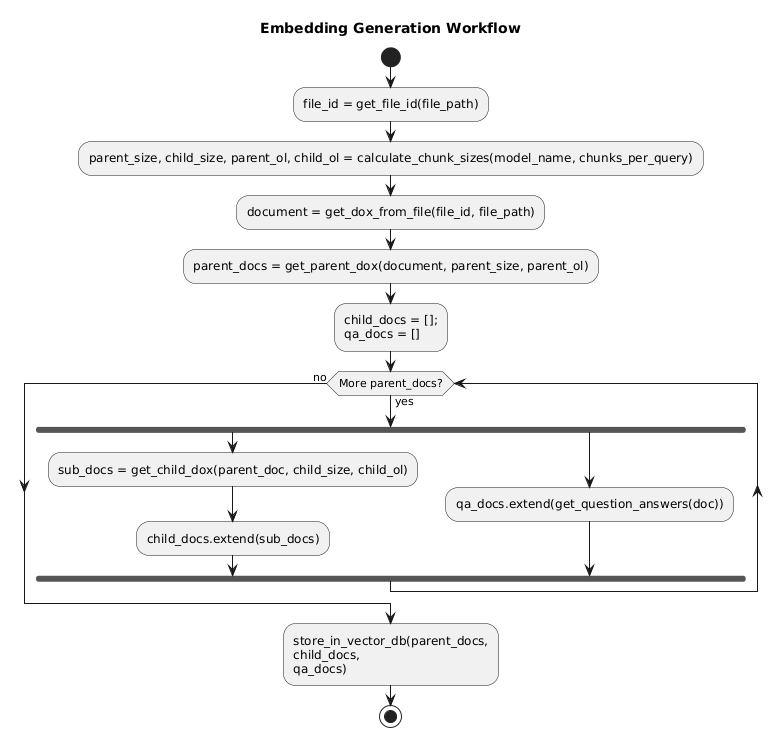 Embedding Generation Workflow
file_id = get_file_id(file_path)
parent_size, child_size, parent_ol, child_ol = calculate_chunk_sizes(model_name, chunks_per_query)
document = get_dox_from_file(file_id, file_path)
parent_docs = get_parent_dox(document, parent_size, parent_ol)
child_docs = [];
qa_docs = []
no
More parent_docs?
yes
sub_docs = get_child_dox(parent_doc, child_size, child_ol)
child_docs.extend(sub_docs)
qa_docs.extend(get_question_answers(doc))
store_in_vector_db(parent_docs,
child_docs,
qa_docs)